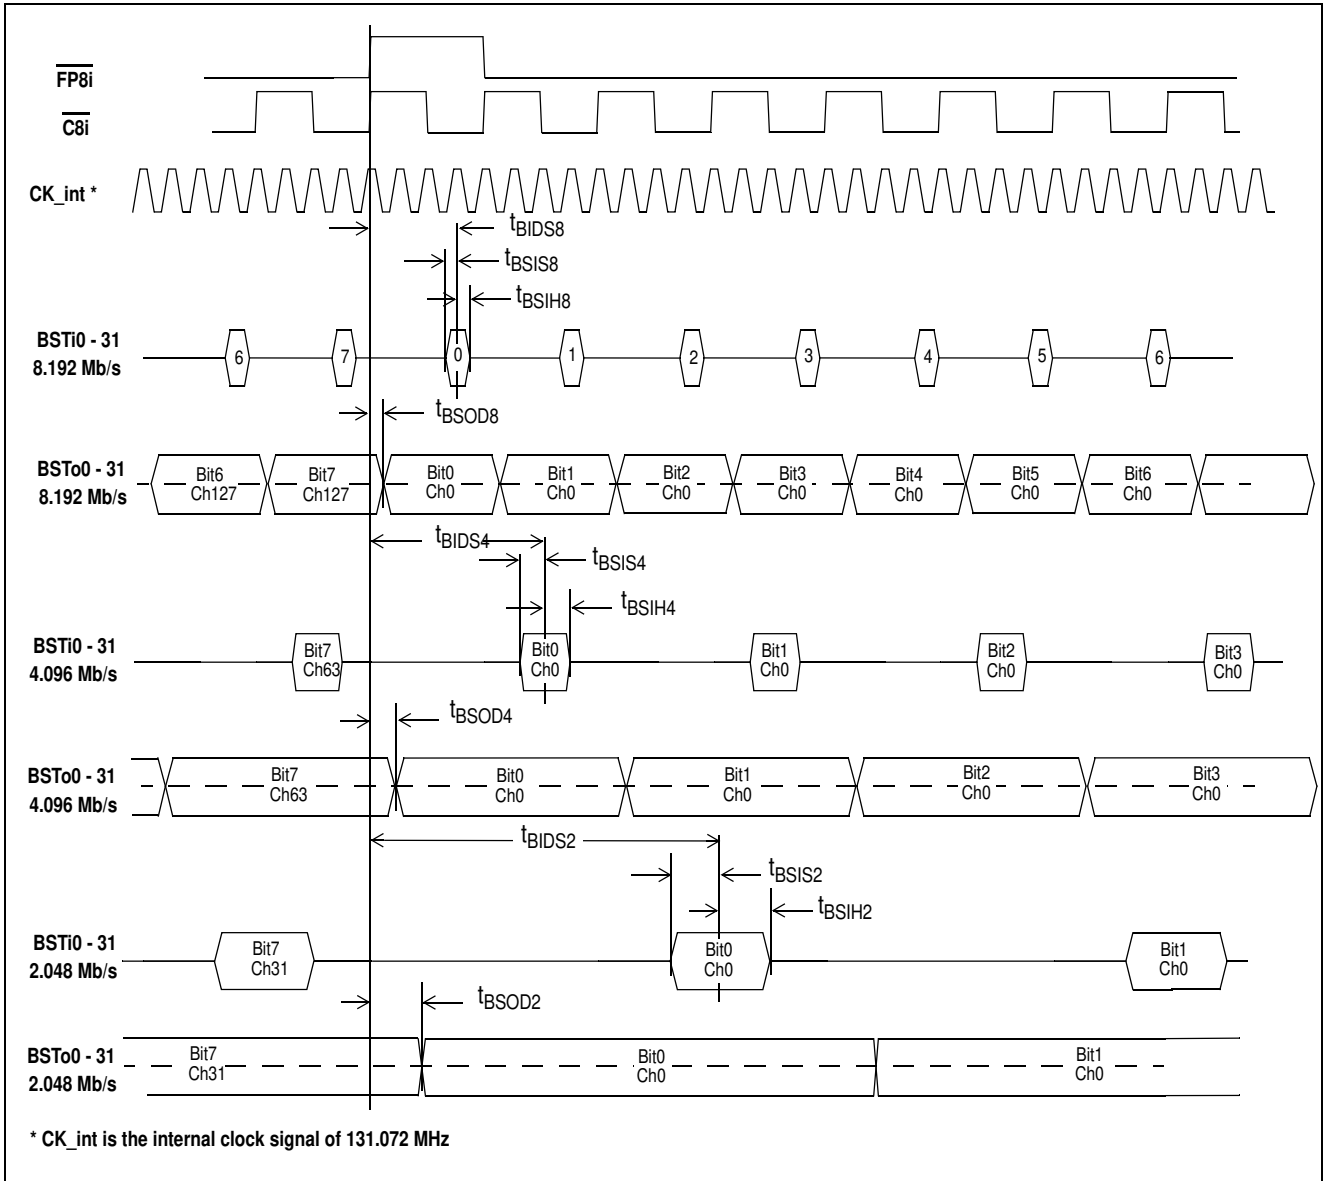 FP8i
C8i
CK_int *
tBIDS8
tBSIS8
tBSIH8
BSTi0 - 31
8.192 Mb/s
6 7 0 1 2 3 4 5 6
tBSOD8
BSTo0 - 31
8.192 Mb/s
Bit6 Bit7 Bit0 Bit1 Bit2 Bit3 Bit4 Bit5 Bit6
Ch127 Ch127 Ch0 Ch0 Ch0 Ch0 Ch0 Ch0 Ch0
tBIDS4
tBSIS4
tBSIH4
BSTi0 - 31
4.096 Mb/s
Bit7 Bit0 Bit1 Bit2 Bit3
Ch63 Ch0 Ch0 Ch0 Ch0
tBSOD4
BSTo0 - 31
4.096 Mb/s
Bit7 Bit0 Bit1 Bit2 Bit3
Ch63 Ch0 Ch0 Ch0 Ch0
tBIDS2
tBSIS2
tBSIH2
BSTi0 - 31
2.048 Mb/s
Bit7 Bit0 Bit1
Ch31 Ch0 Ch0
tBSOD2
BSTo0 - 31
2.048 Mb/s
Bit7 Bit0 Bit1
Ch31 Ch0 Ch0
* CK_int is the internal clock signal of 131.072 MHz